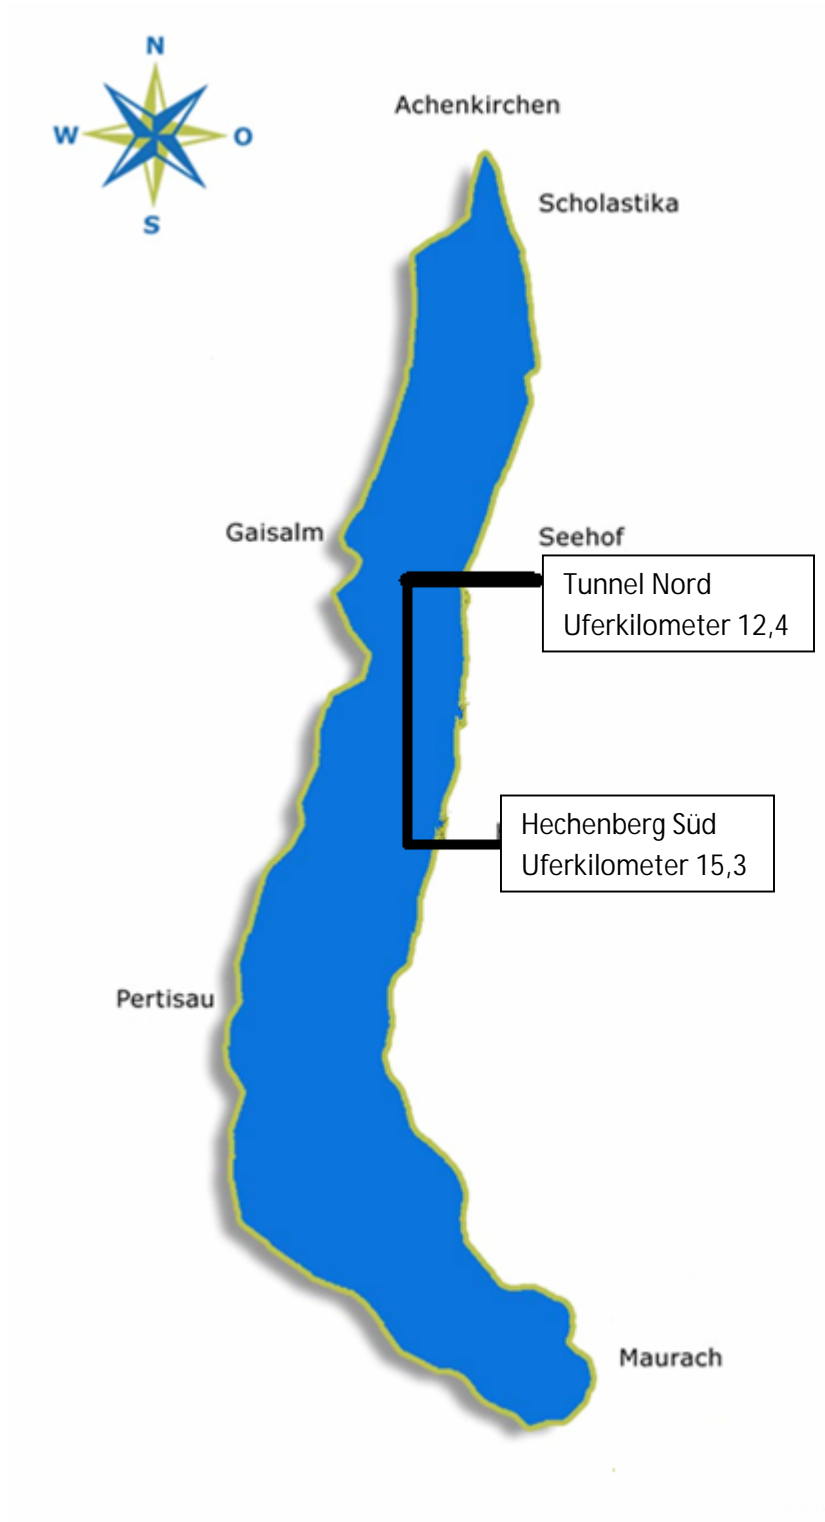 N
W
O
S
Achenkirchen
Scholastika
Gaisalm
Seehof
Tunnel Nord
Uferkilometer 12,4
Hechenberg Süd
Uferkilometer 15,3
Pertisau
Maurach